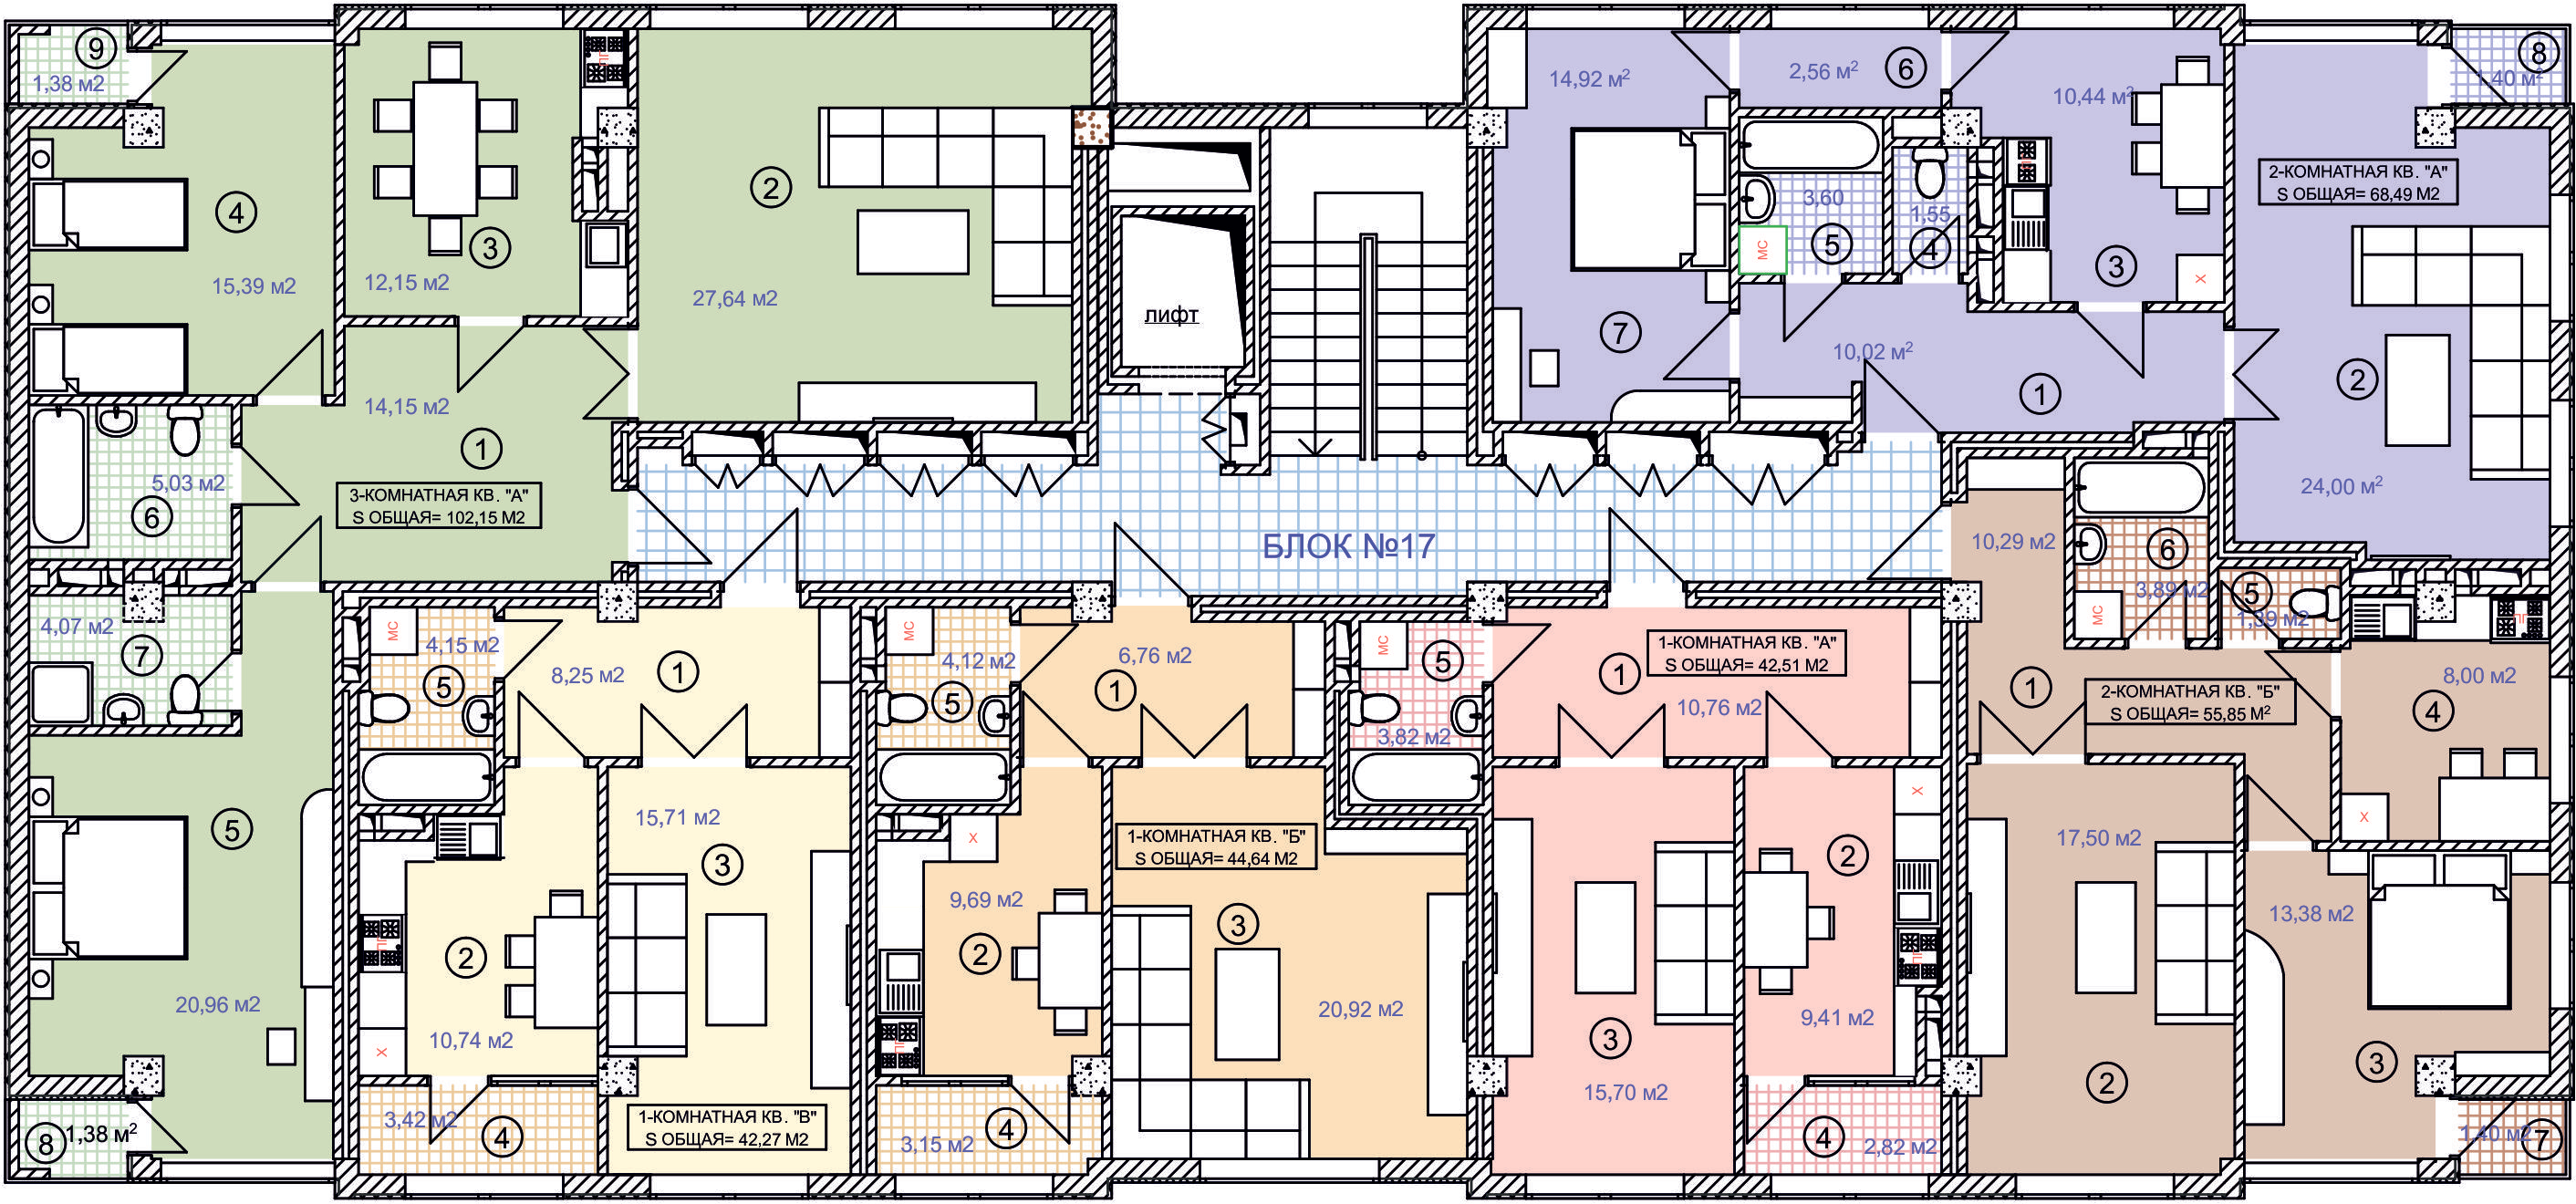 9
1,38 м2
4
15,39 м2
3
12,15 м2
2
27,64 м2
14,15 м2
1
3-КОМНАТНАЯ КВ. "А"
S ОБЩАЯ= 102,15 М2
5,03 м2
6
4,07 м2
7
5
20,96 м2
8
1,38 м²
лифт
БЛОК №17
14,92 м²
7
2,56 м²
6
3,60
5
МС
1,55
4
10,44 м²
3
X
10,02 м²
1
8
1,40 м²
2-КОМНАТНАЯ КВ. "А"
S ОБЩАЯ= 68,49 М2
2
24,00 м²
МС
4,15 м2
5
8,25 м2
1
15,71 м2
3
2
10,74 м2
X
3,42 м2
4
1-КОМНАТНАЯ КВ. "В"
S ОБЩАЯ= 42,27 М2
МС
4,12 м2
5
6,76 м2
1
X
1-КОМНАТНАЯ КВ. "Б"
S ОБЩАЯ= 44,64 М2
9,69 м2
2
3
20,92 м2
3,15 м2
4
МС
5
3,82 м2
1
1-КОМНАТНАЯ КВ. "А"
S ОБЩАЯ= 42,51 М2
10,76 м2
X
2
9,41 м2
3
15,70 м2
4
2,82 м2
10,29 м2
6
3,89 м2
МС
5
1,39 м2
1
2-КОМНАТНАЯ КВ. "Б"
S ОБЩАЯ= 55,85 М²
8,00 м2
4
X
17,50 м2
2
13,38 м2
3
1,40 м2
7